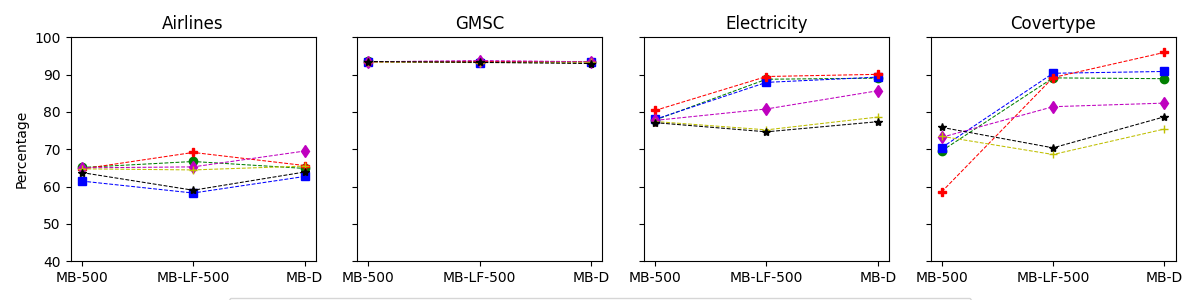 Airlines
GMSC
Electricity
Covertype
Percentage
100
90
80
70
60
50
40
MB-500 MB-LF-500 MB-D
MB-500 MB-LF-500 MB-D
MB-500 MB-LF-500 MB-D
MB-500 MB-LF-500 MB-D